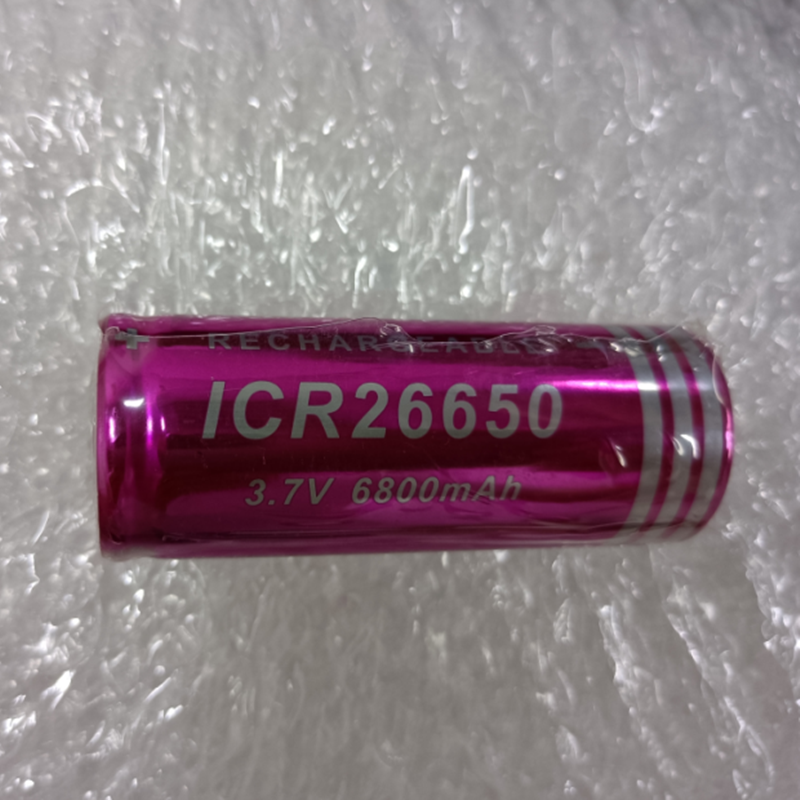 + RECHARGEABLE
ICR26650
3.7V 6800mAh